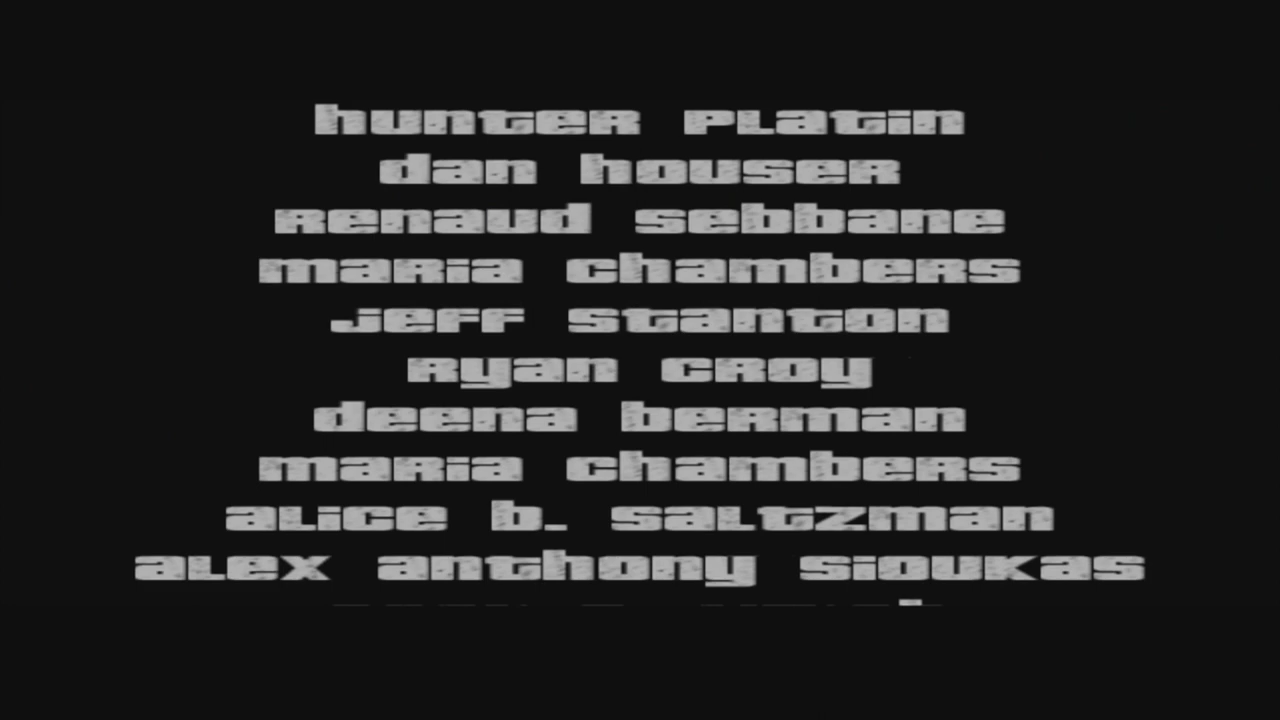 hunter platin
dan houser
renaud sebbane
maria chambers
jeff stanton
ryan croy
deena berman
maria chambers
alice b. saltzman
alex anthony sioukas